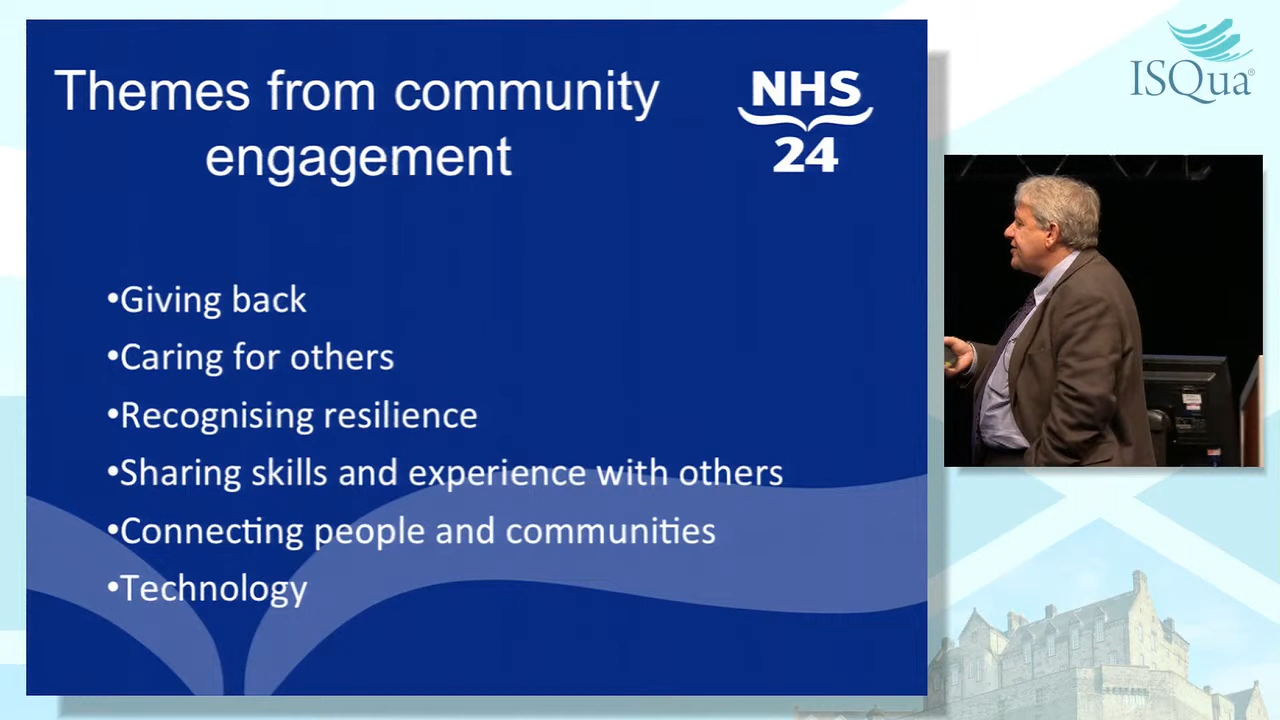 Themes from community
engagement
NHS
24
•Giving back
•Caring for others
•Recognising resilience
•Sharing skills and experience with others
•Connecting people and communities
•Technology
ISQua®